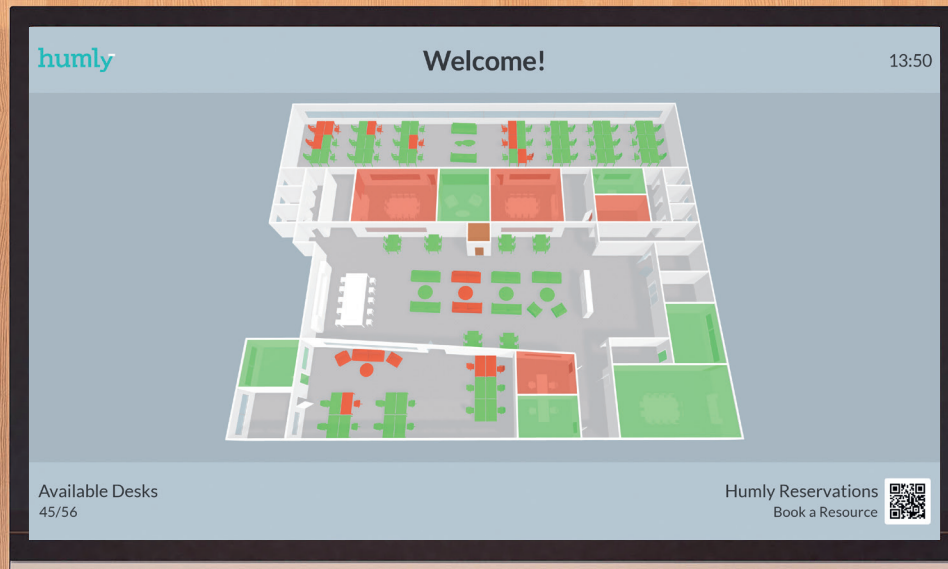 humly
Welcome!
13:50
Available Desks
45/56
Humly Reservations
Book a Resource